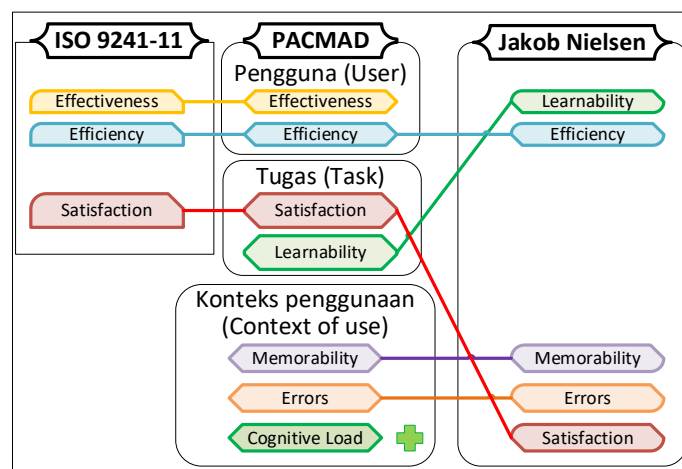 ISO 9241-11
PACMAD
Jakob Nielsen
Pengguna (User)
Effectiveness
Effectiveness
Learnability
Efficiency
Efficiency
Efficiency
Tugas (Task)
Satisfaction
Satisfaction
Learnability
Konteks penggunaan
(Context of use)
Memorability
Memorability
Errors
Errors
Cognitive Load
Satisfaction